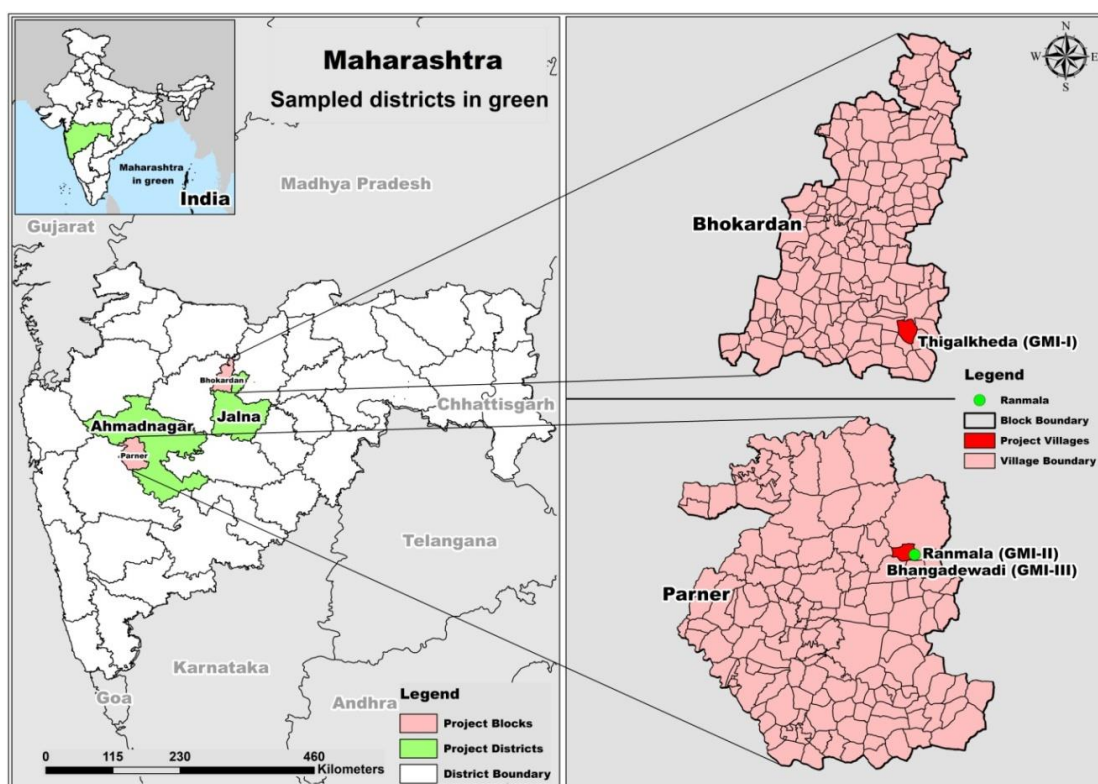 Maharashtra
Sampled districts in green
Maharashtra
in green
India
Gujarat
Madhya Pradesh
Bhokardan
Jalna
Ahmadnagar
Parner
Chhattisgarh
Telangana
Karnataka
Goa
Andhra
Legend
Project Blocks
Project Districts
District Boundary
0 115 230 460
Kilometers
N
W E
S
Bhokardan
Thigalkheda (GMI-I)
Legend
Ranmala
Block Boundary
Project Villages
Village Boundary
Ranmala (GMI-II)
Bhangadewadi (GMI-III)
Parner